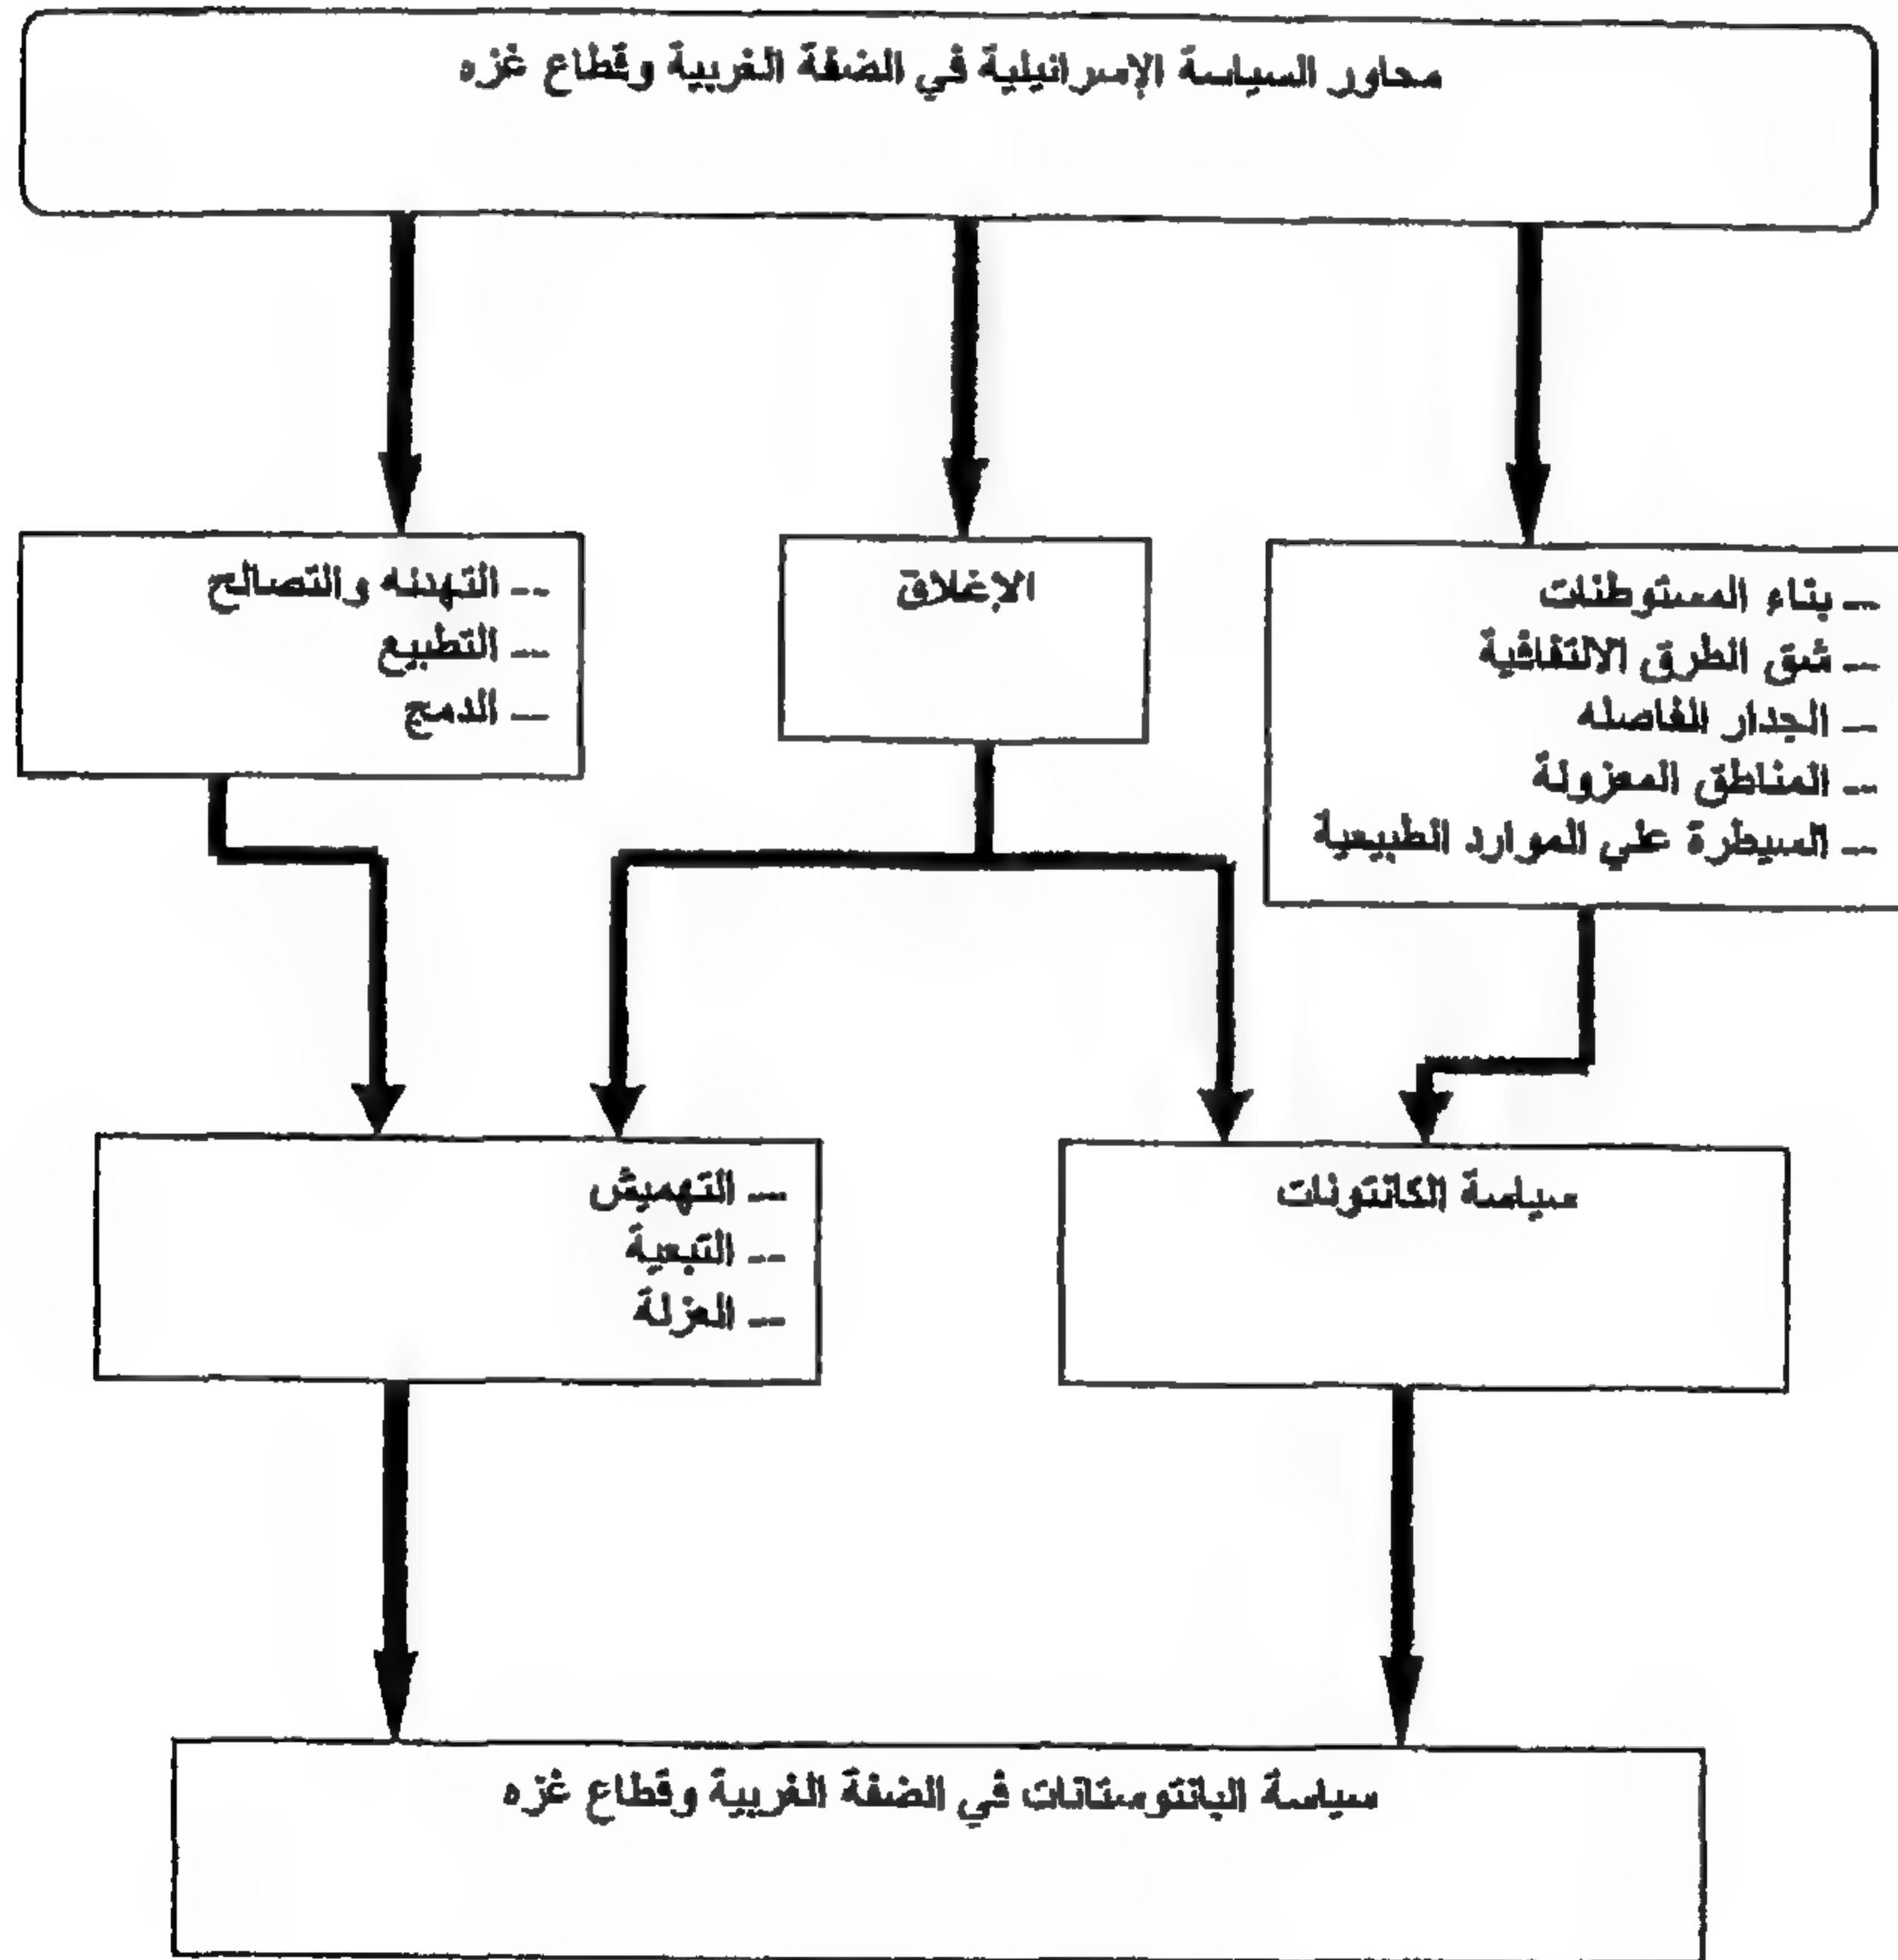 محاور السياسة الإسرائيلية في الضفة الغربية وقطاع غزه
— بناء المستوطنات
— شق الطرق الالتفافية
— الجدار الفاصله
— المناطق المعزولة
— السيطرة علي الموارد الطبيعية
الإغلاق
— التهدئه والتصالح
— التطبيع
— الدمج
سياسة الكانتونات
— التهميش
— التبعية
— العزلة
سياسة البانتوستانات في الضفة الغربية وقطاع غزه